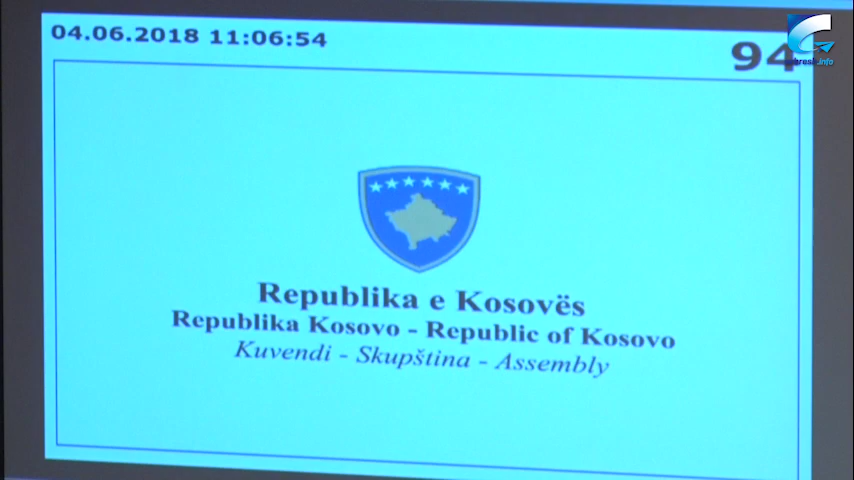 04.06.2018 11:06:54
94
Republika e Kosovës
Republika Kosovo - Republic of Kosovo
Kuvendi - Skupština - Assembly